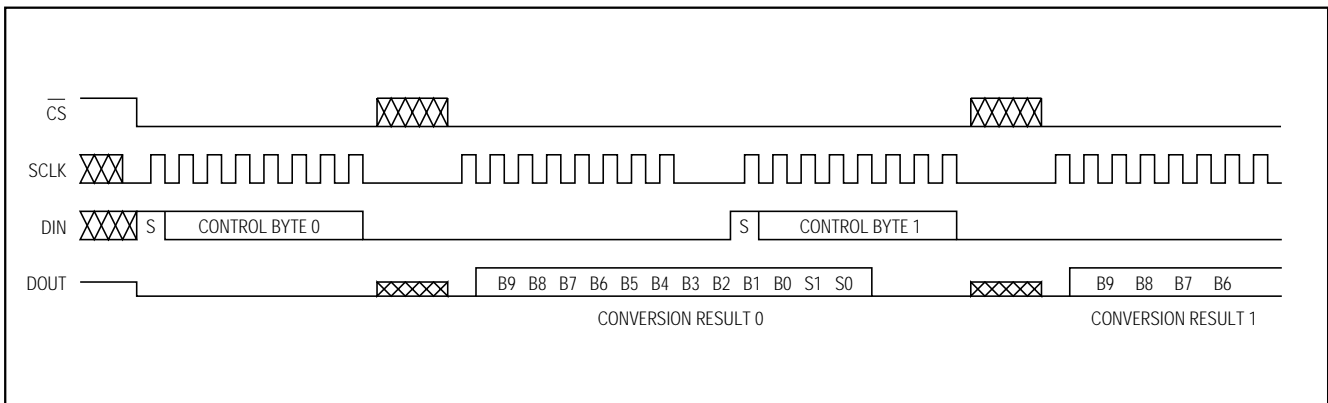 CS
SCLK
DIN S CONTROL BYTE 0 S CONTROL BYTE 1
DOUT B9 B8 B7 B6 B5 B4 B3 B2 B1 B0 S1 S0 B9 B8 B7 B6
CONVERSION RESULT 0 CONVERSION RESULT 1